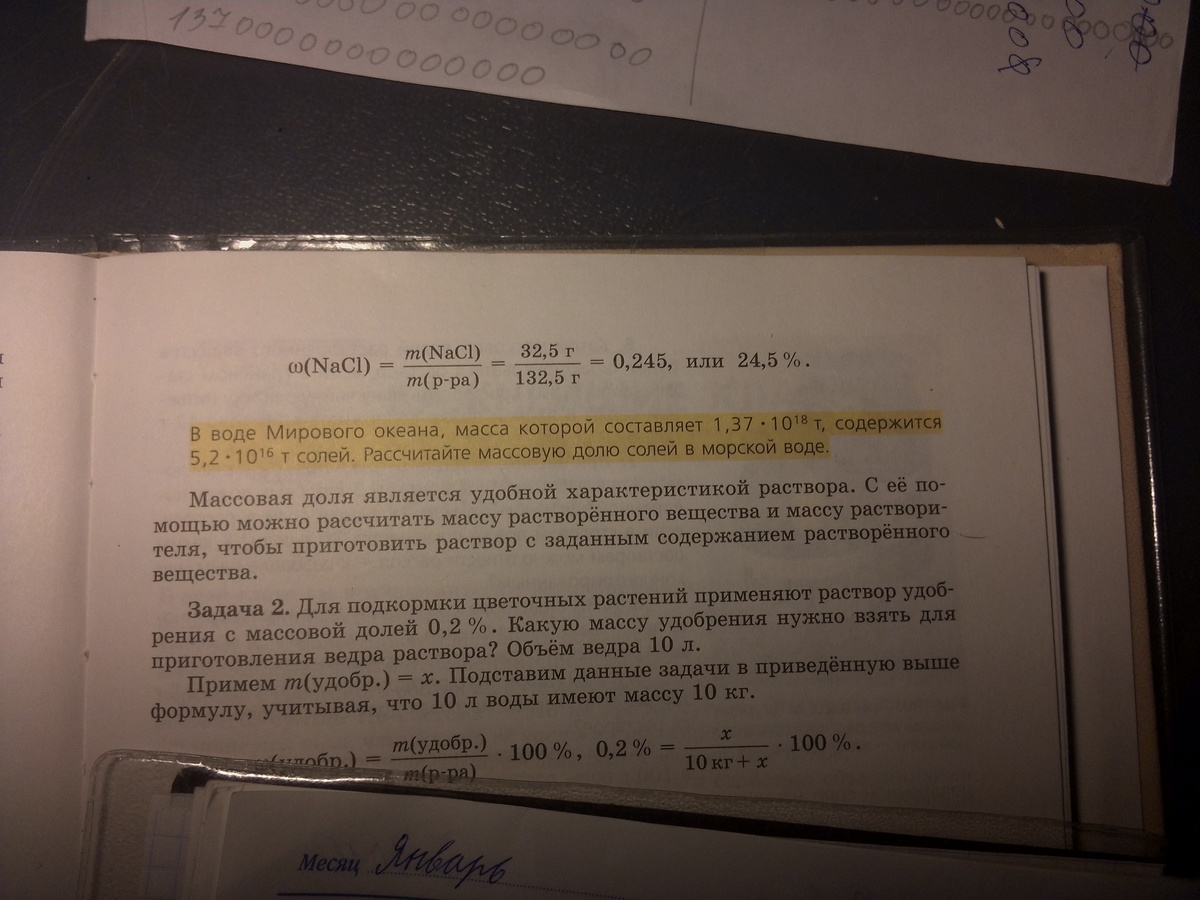 13700000000000000
008
ω(NaCl) = m(NaCl) / m(р-ра) = 32,5 г / 132,5 г = 0,245, или 24,5 %.
В воде Мирового океана, масса которой составляет 1,37 · 10¹⁸ т, содержится
5,2 · 10¹⁶ т солей. Рассчитайте массовую долю солей в морской воде.
Массовая доля является удобной характеристикой раствора. С её по-
мощью можно рассчитать массу растворённого вещества и массу раствори-
теля, чтобы приготовить раствор с заданным содержанием растворённого
вещества.
Задача 2. Для подкормки цветочных растений применяют раствор удоб-
рения с массовой долей 0,2 %. Какую массу удобрения нужно взять для
приготовления ведра раствора? Объём ведра 10 л.
Примем m(удобр.) = x. Подставим данные задачи в приведённую выше
формулу, учитывая, что 10 л воды имеют массу 10 кг.
(удобр.) = m(удобр.) / m(р-ра) · 100 %, 0,2 % = x / 10 кг + x · 100 %.
Месяц Январь